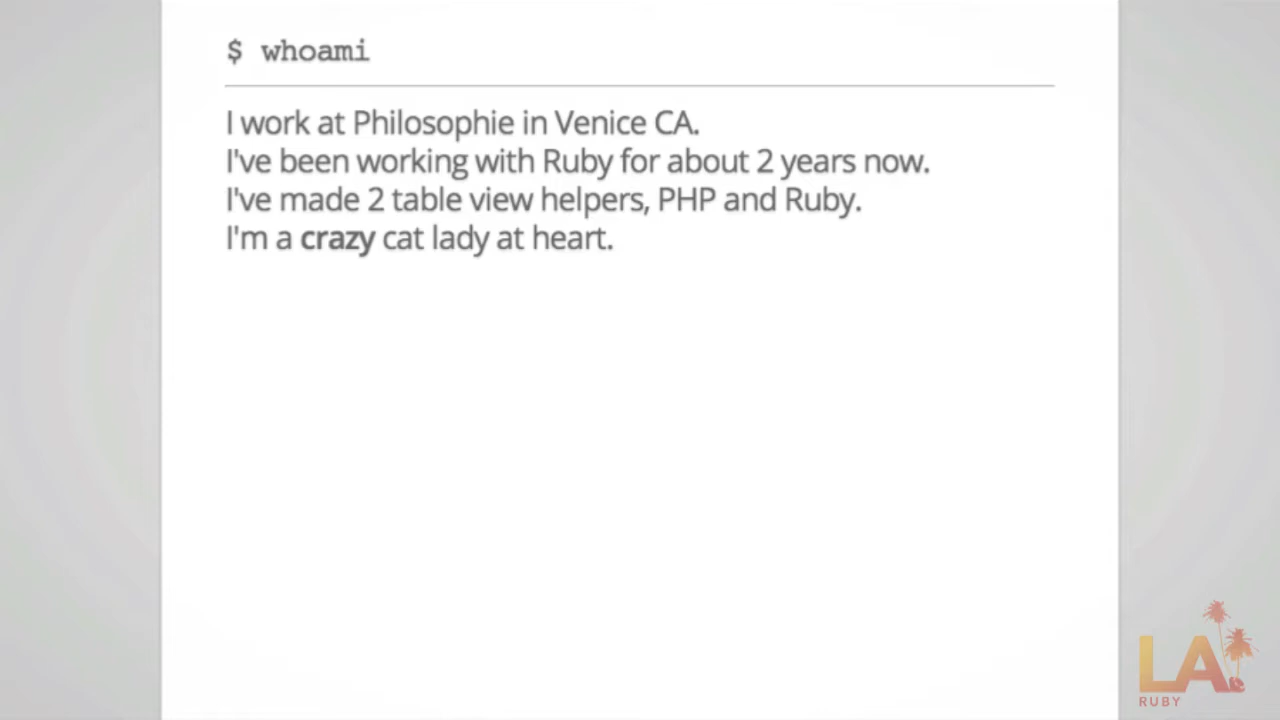 $ whoami
I work at Philosophie in Venice CA.
I've been working with Ruby for about 2 years now.
I've made 2 table view helpers, PHP and Ruby.
I'm a crazy cat lady at heart.
LA
RUBY